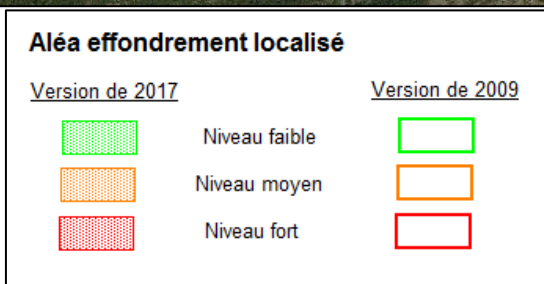 Aléa effondrement localisé
Version de 2017 Version de 2009
Niveau faible
Niveau moyen
Niveau fort